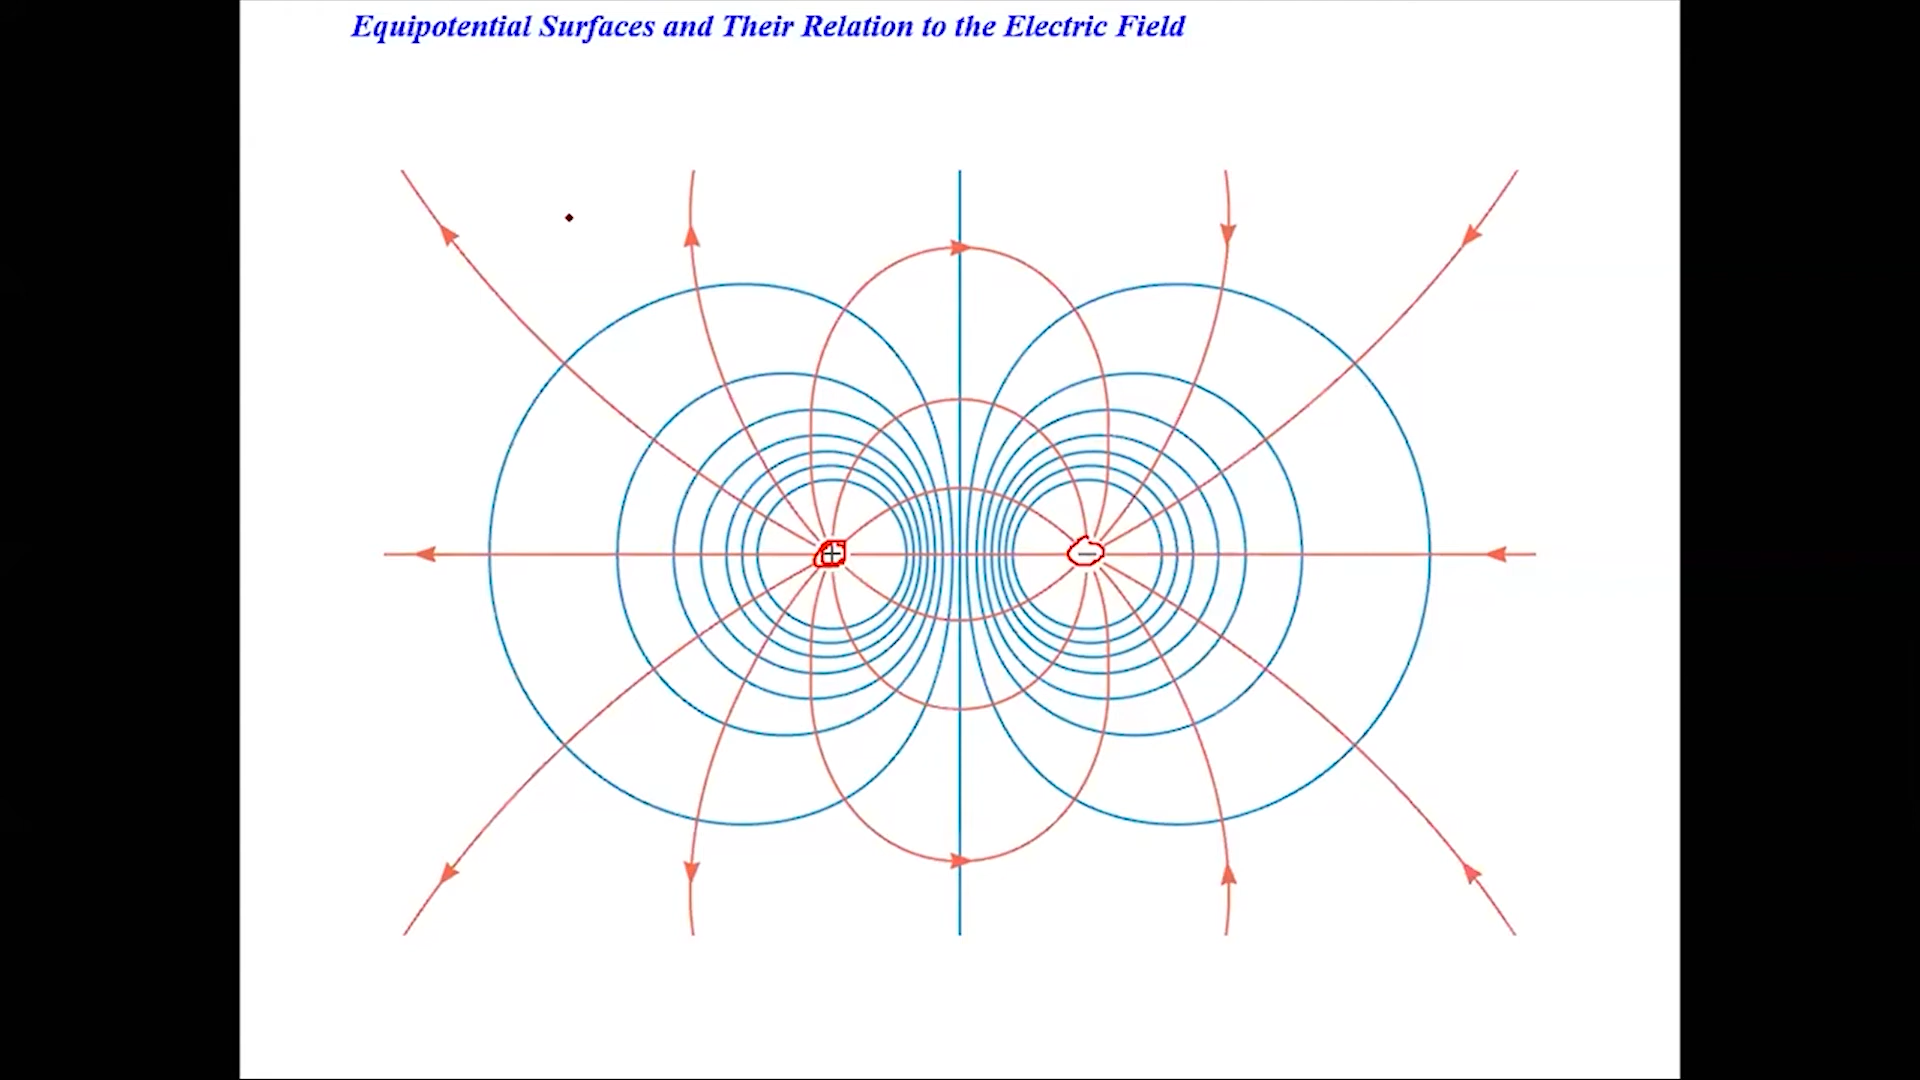 Equipotential Surfaces and Their Relation to the Electric Field
+ −